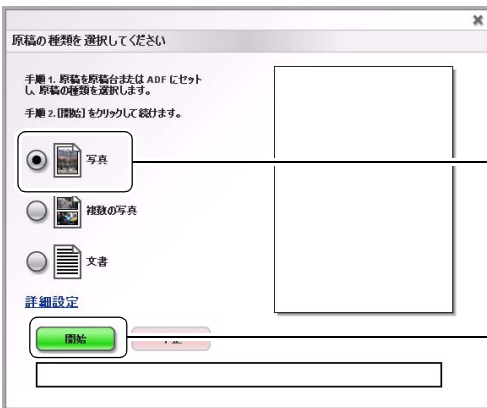 原稿の種類を選択してください
手順 1. 原稿を原稿台または ADF にセット
し、原稿の種類を選択します。
手順 2. [開始] をクリックして続けます。
写真
複数の写真
文書
詳細設定
開始